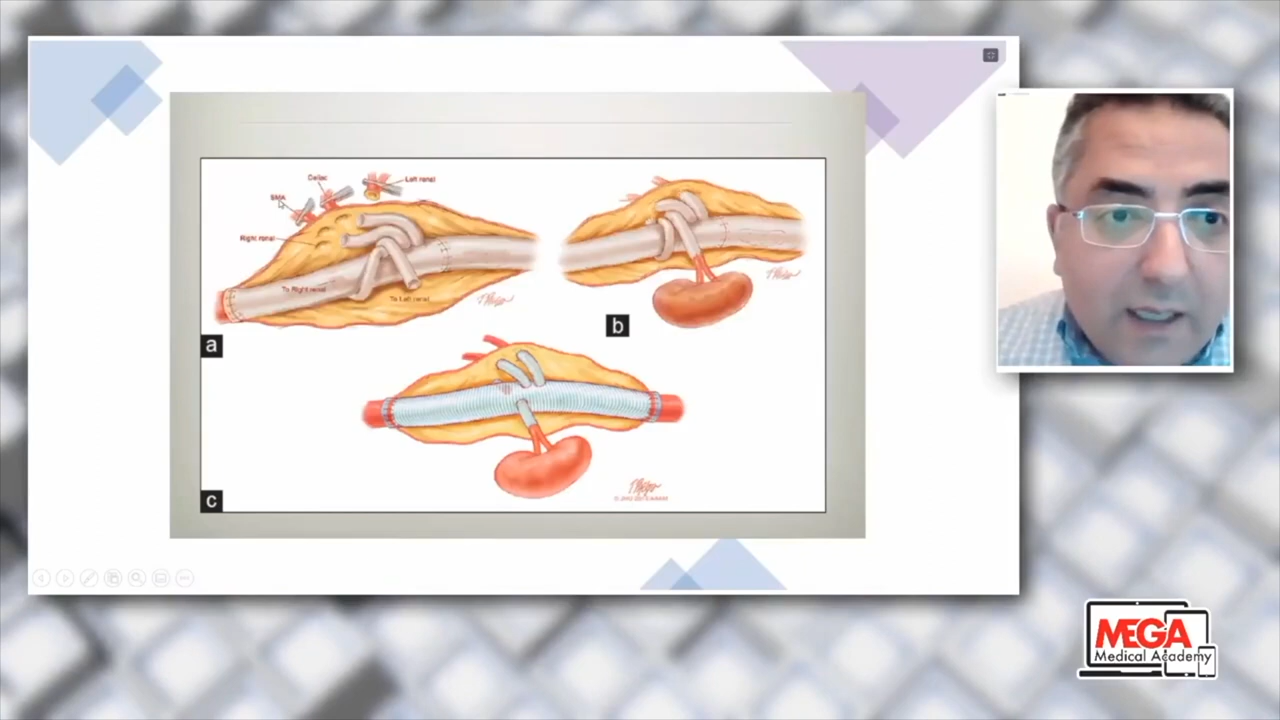 Celiac
Left renal
SMA
Right renal
To Right renal
To Left renal
a
b
c
MEGA
Medical Academy